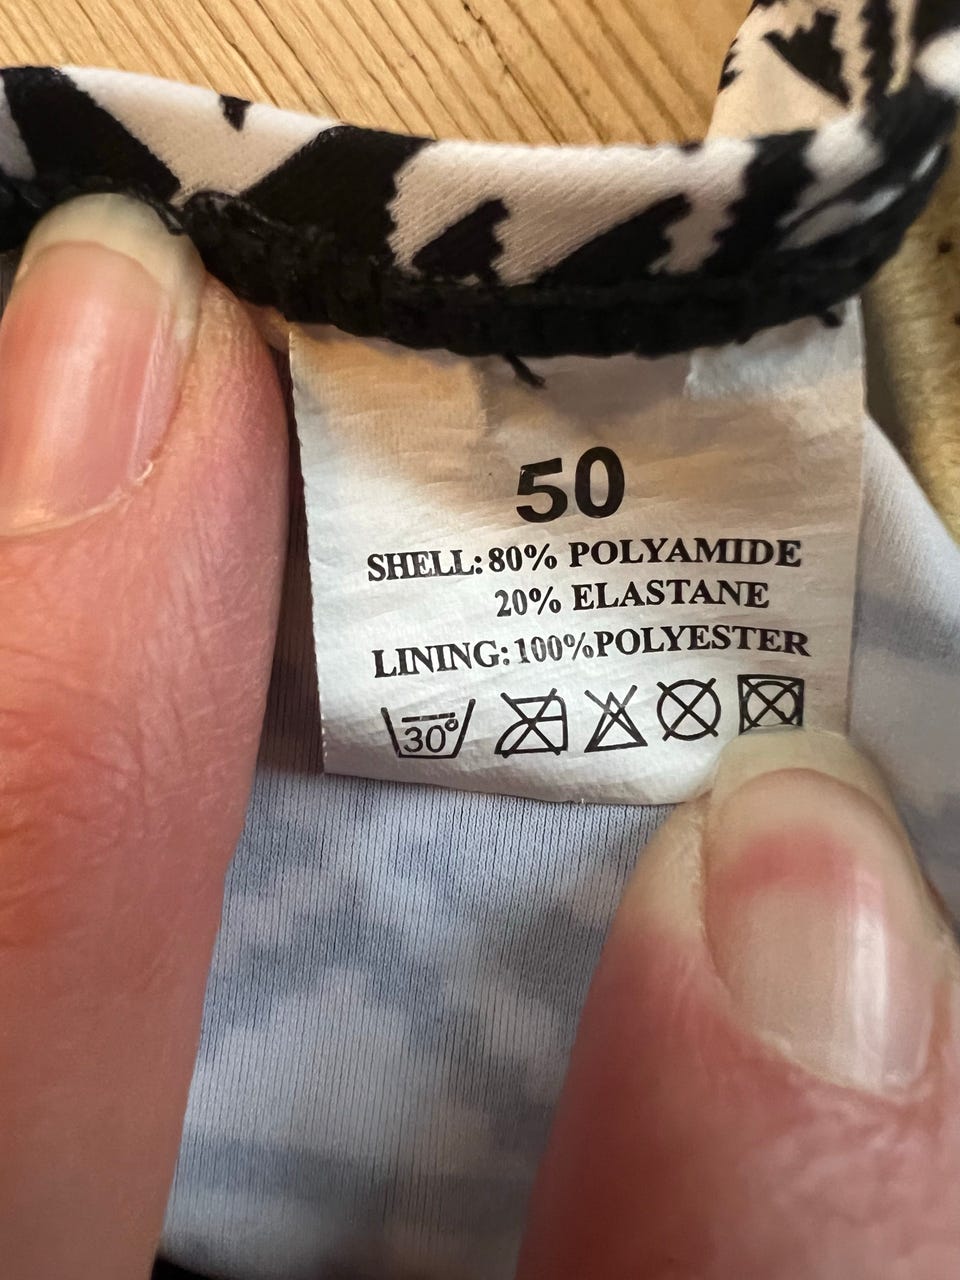 50
SHELL: 80% POLYAMIDE
20% ELASTANE
LINING: 100%POLYESTER
30°